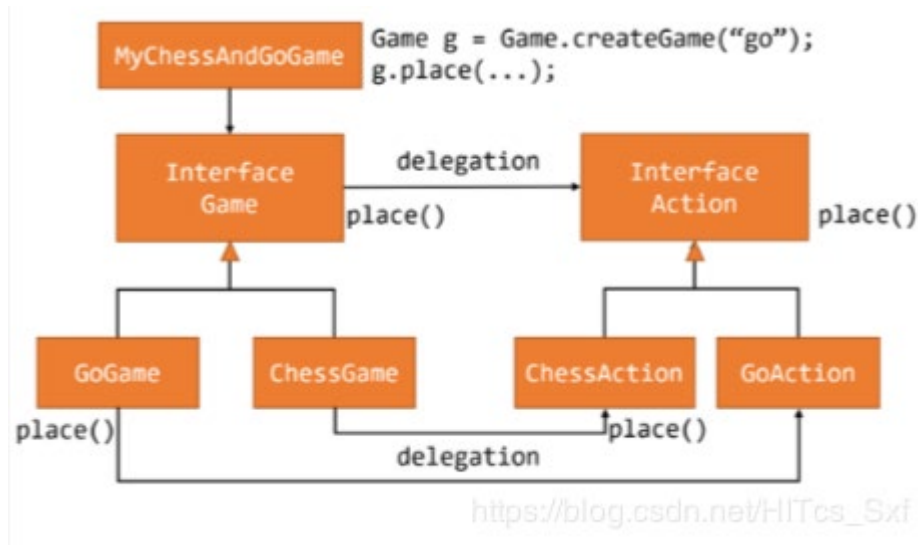 MyChessAndGoGame
Game g = Game.createGame(“go”);
g.place(...);
Interface
Game
place()
delegation
Interface
Action
place()
GoGame
ChessGame
ChessAction
GoAction
place()
place()
delegation
https://blog.csdn.net/HITcs_Sxf